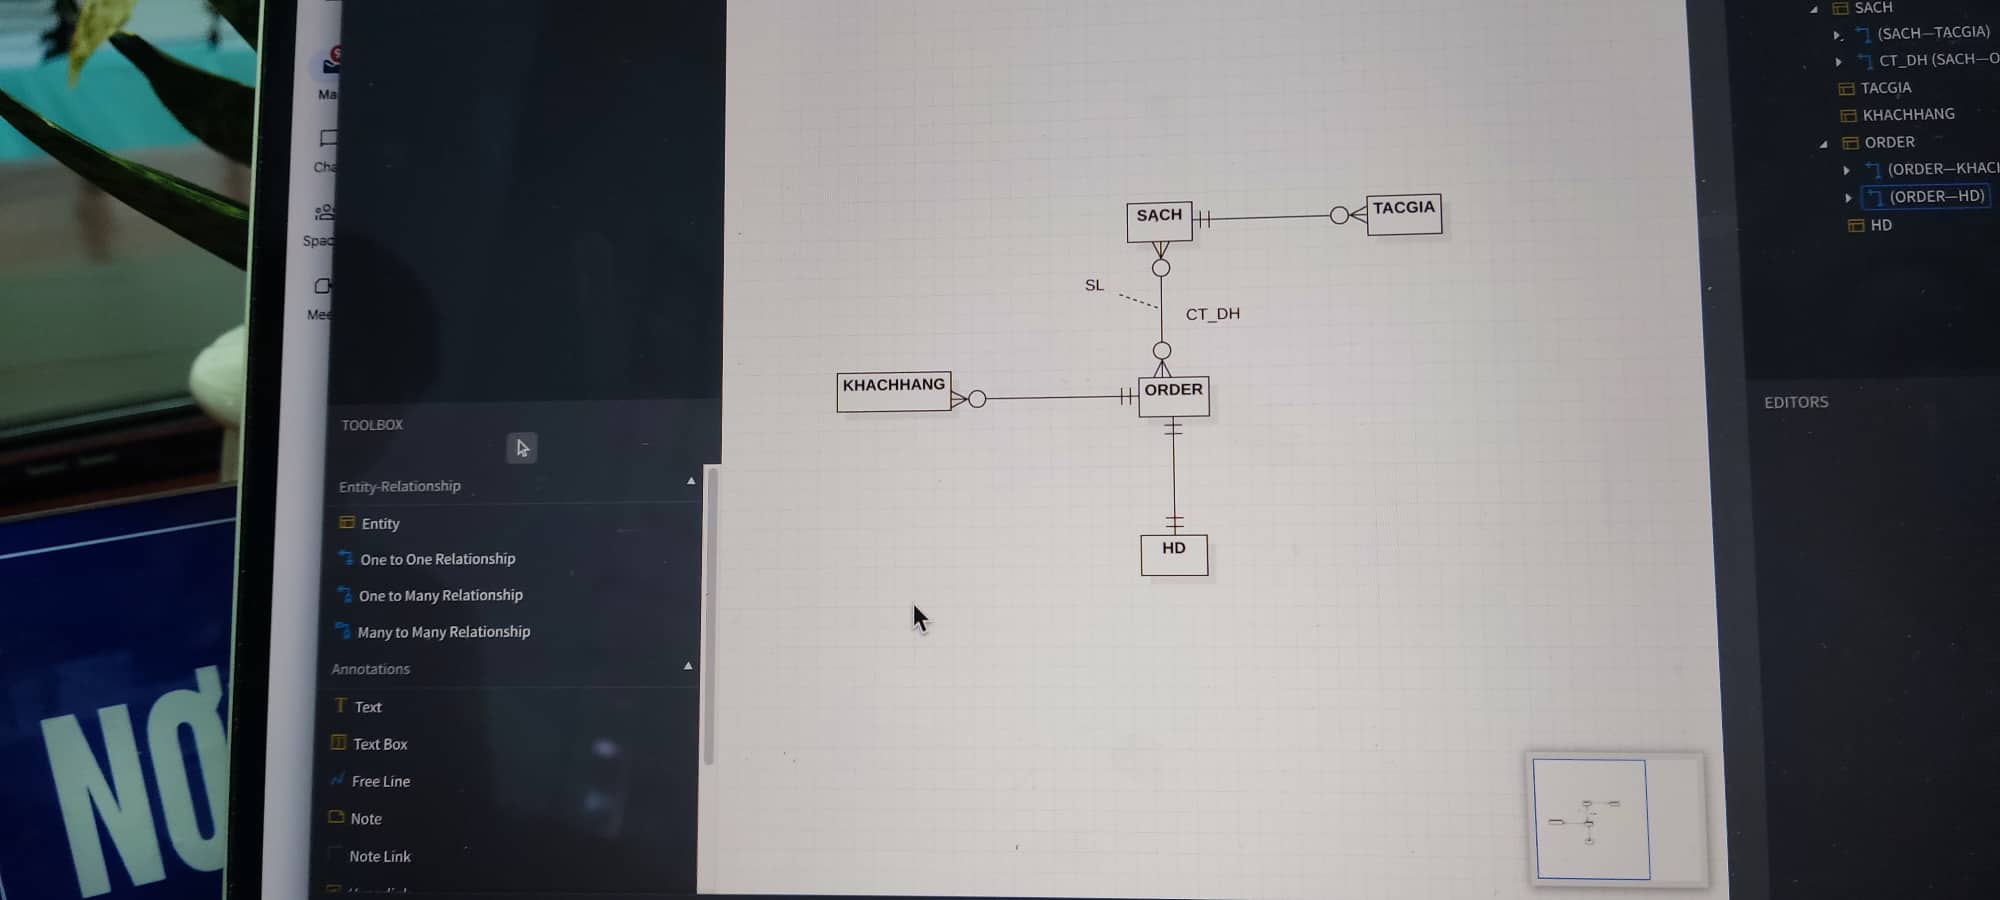 Ma
Cha
Spac
Mee
TOOLBOX
Entity-Relationship
Entity
One to One Relationship
One to Many Relationship
Many to Many Relationship
Annotations
Text
Text Box
Free Line
Note
Note Link
SACH
TACGIA
SL
CT_DH
KHACHHANG
ORDER
HD
SACH
(SACH—TACGIA)
CT_DH (SACH—O
TACGIA
KHACHHANG
ORDER
(ORDER—KHACH
(ORDER—HD)
HD
EDITORS
NƠ